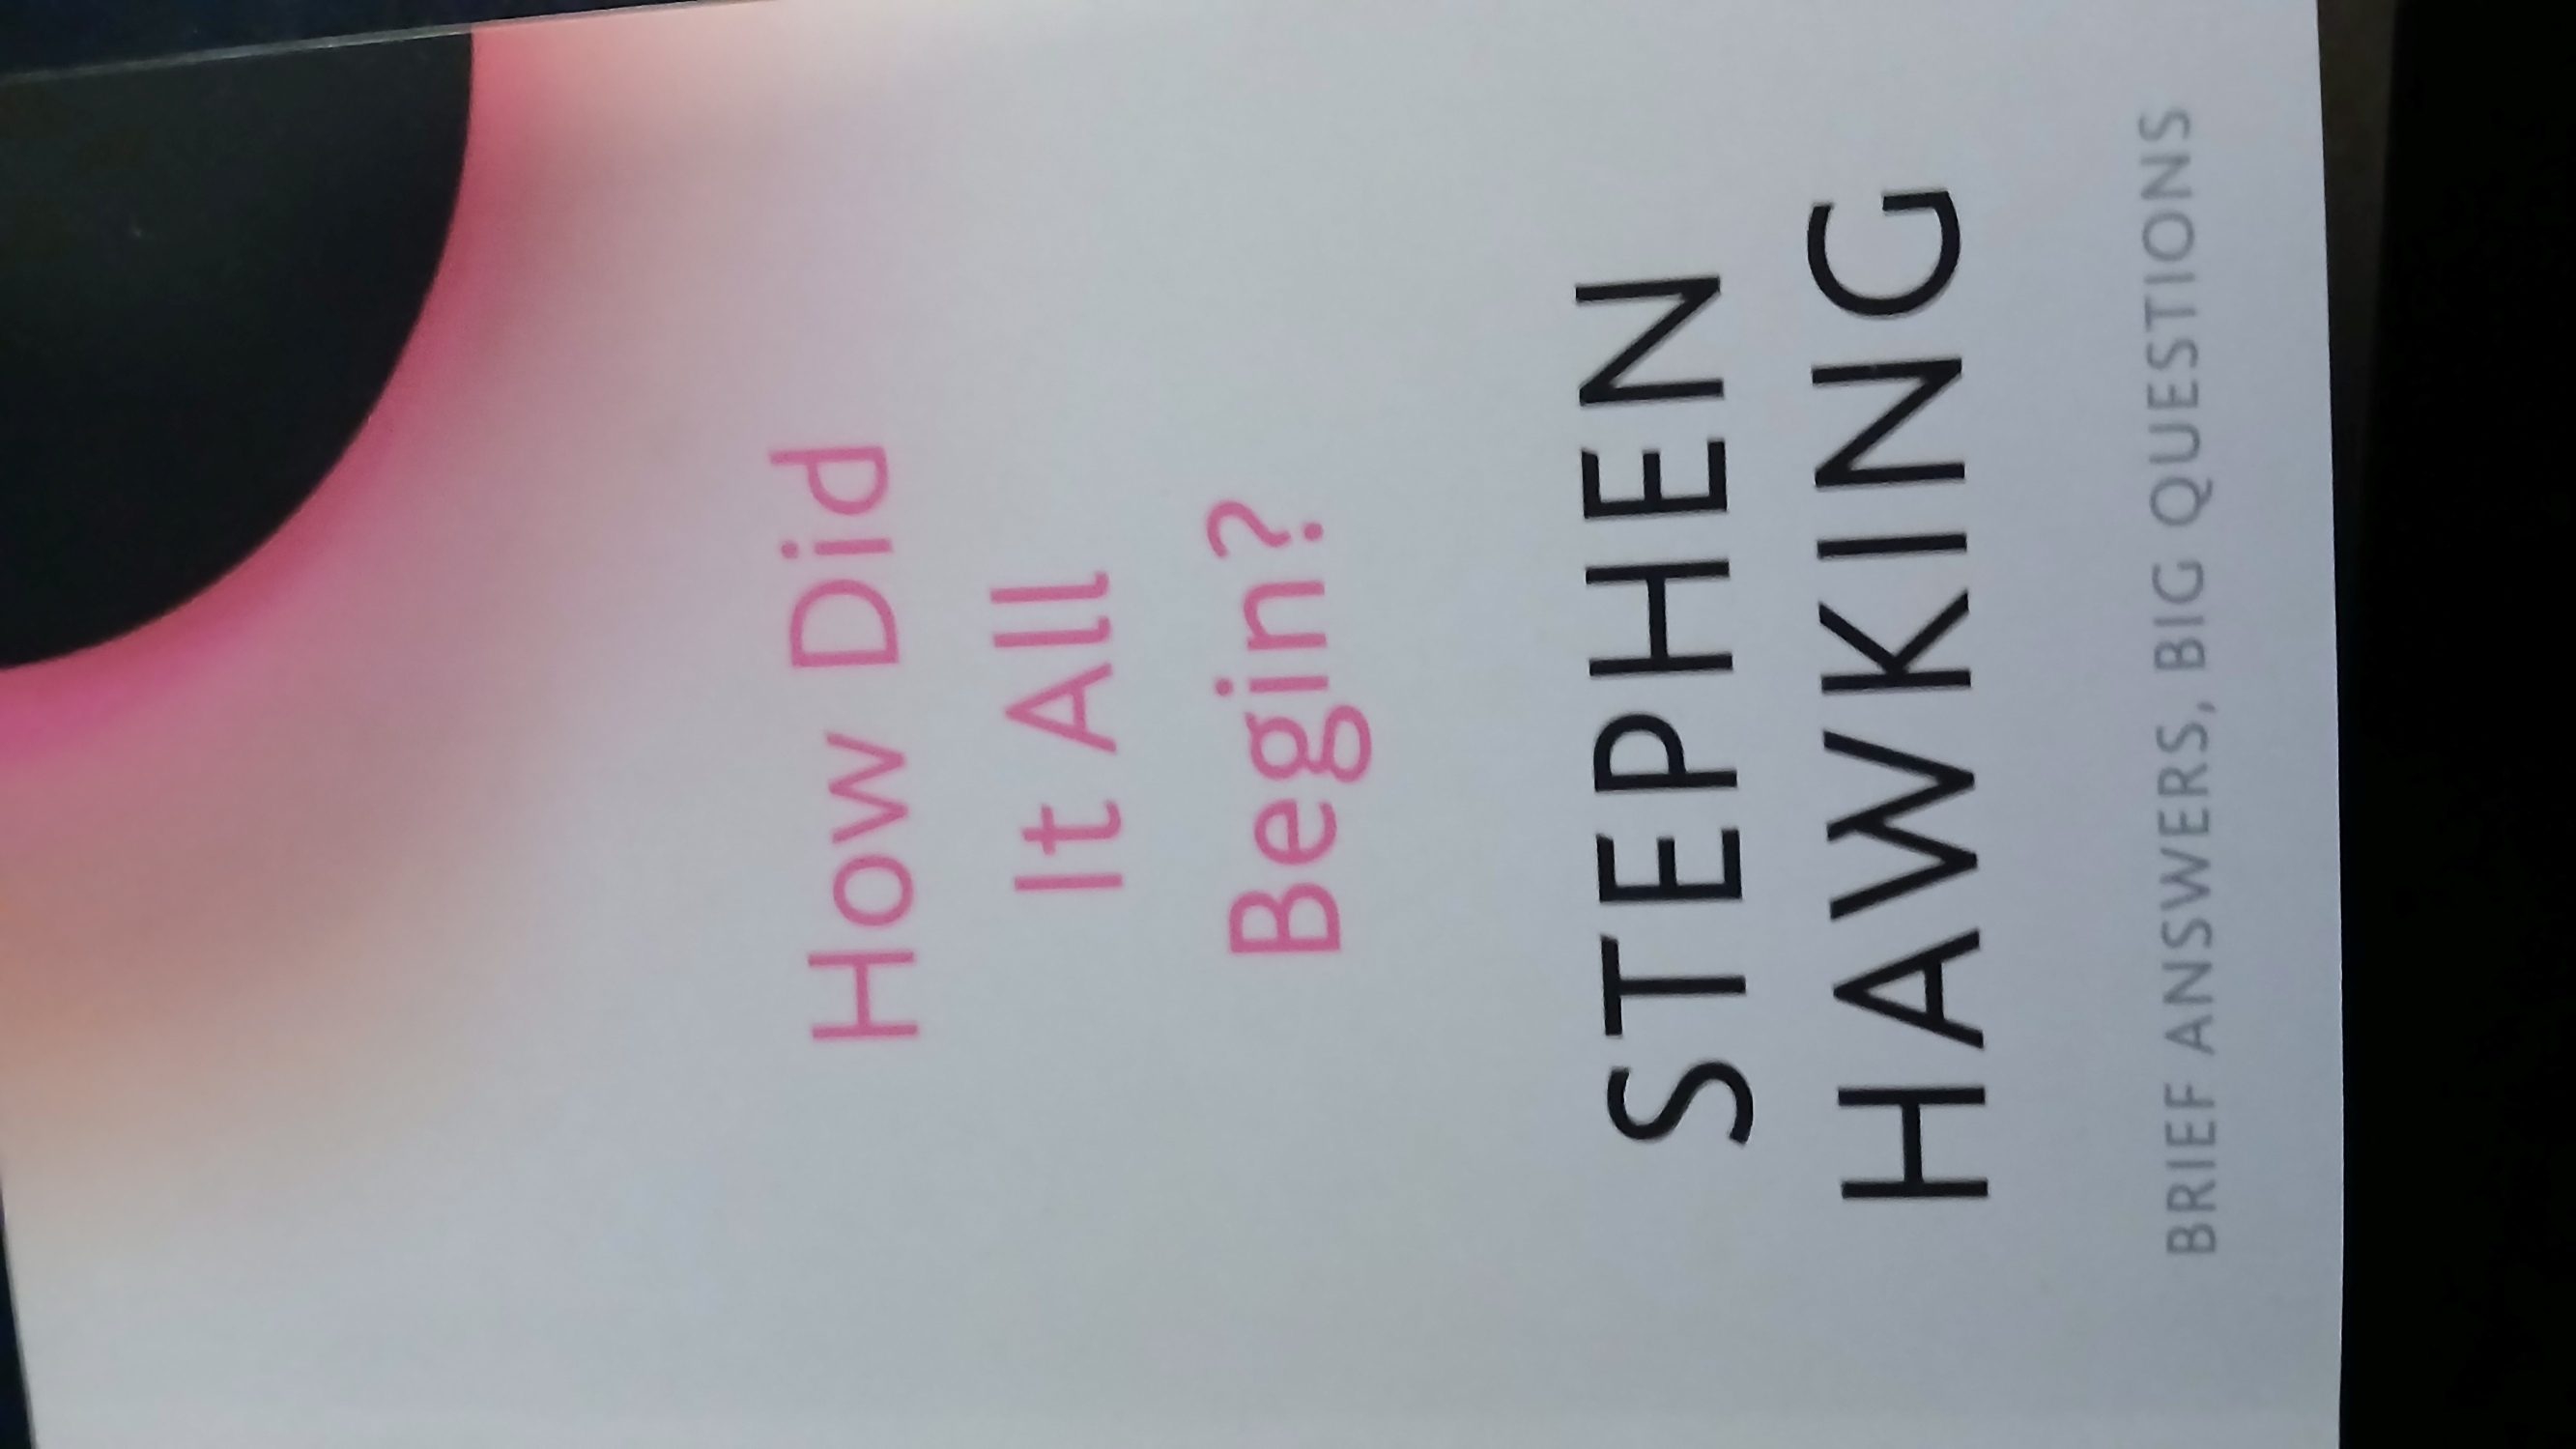 How Did
It All
Begin?
STEPHEN
HAWKING
BRIEF ANSWERS, BIG QUESTIONS